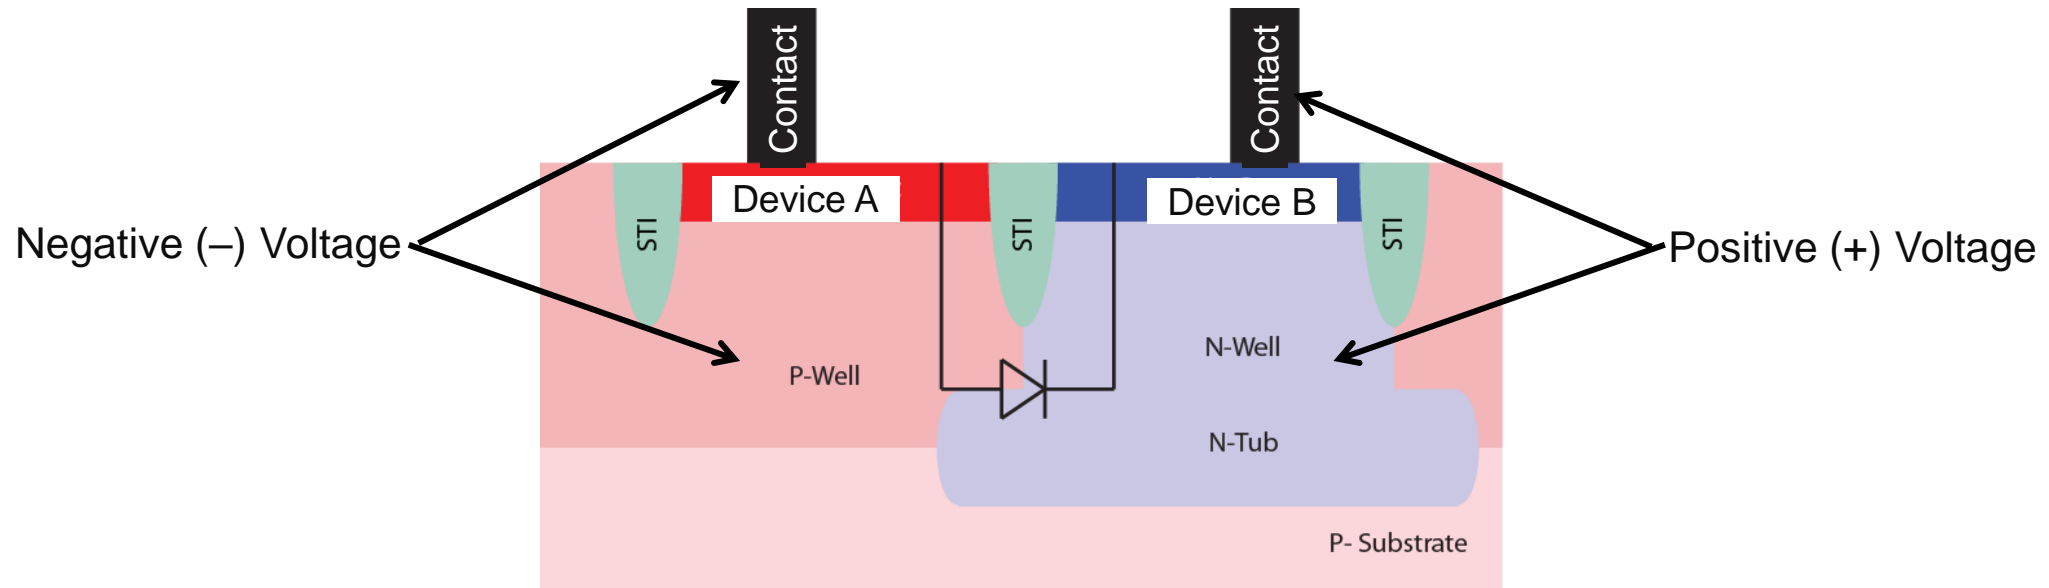 Contact
Contact
Device A
Device B
STI
STI
STI
Negative (–) Voltage
Positive (+) Voltage
N-Well
P-Well
N-Tub
P- Substrate